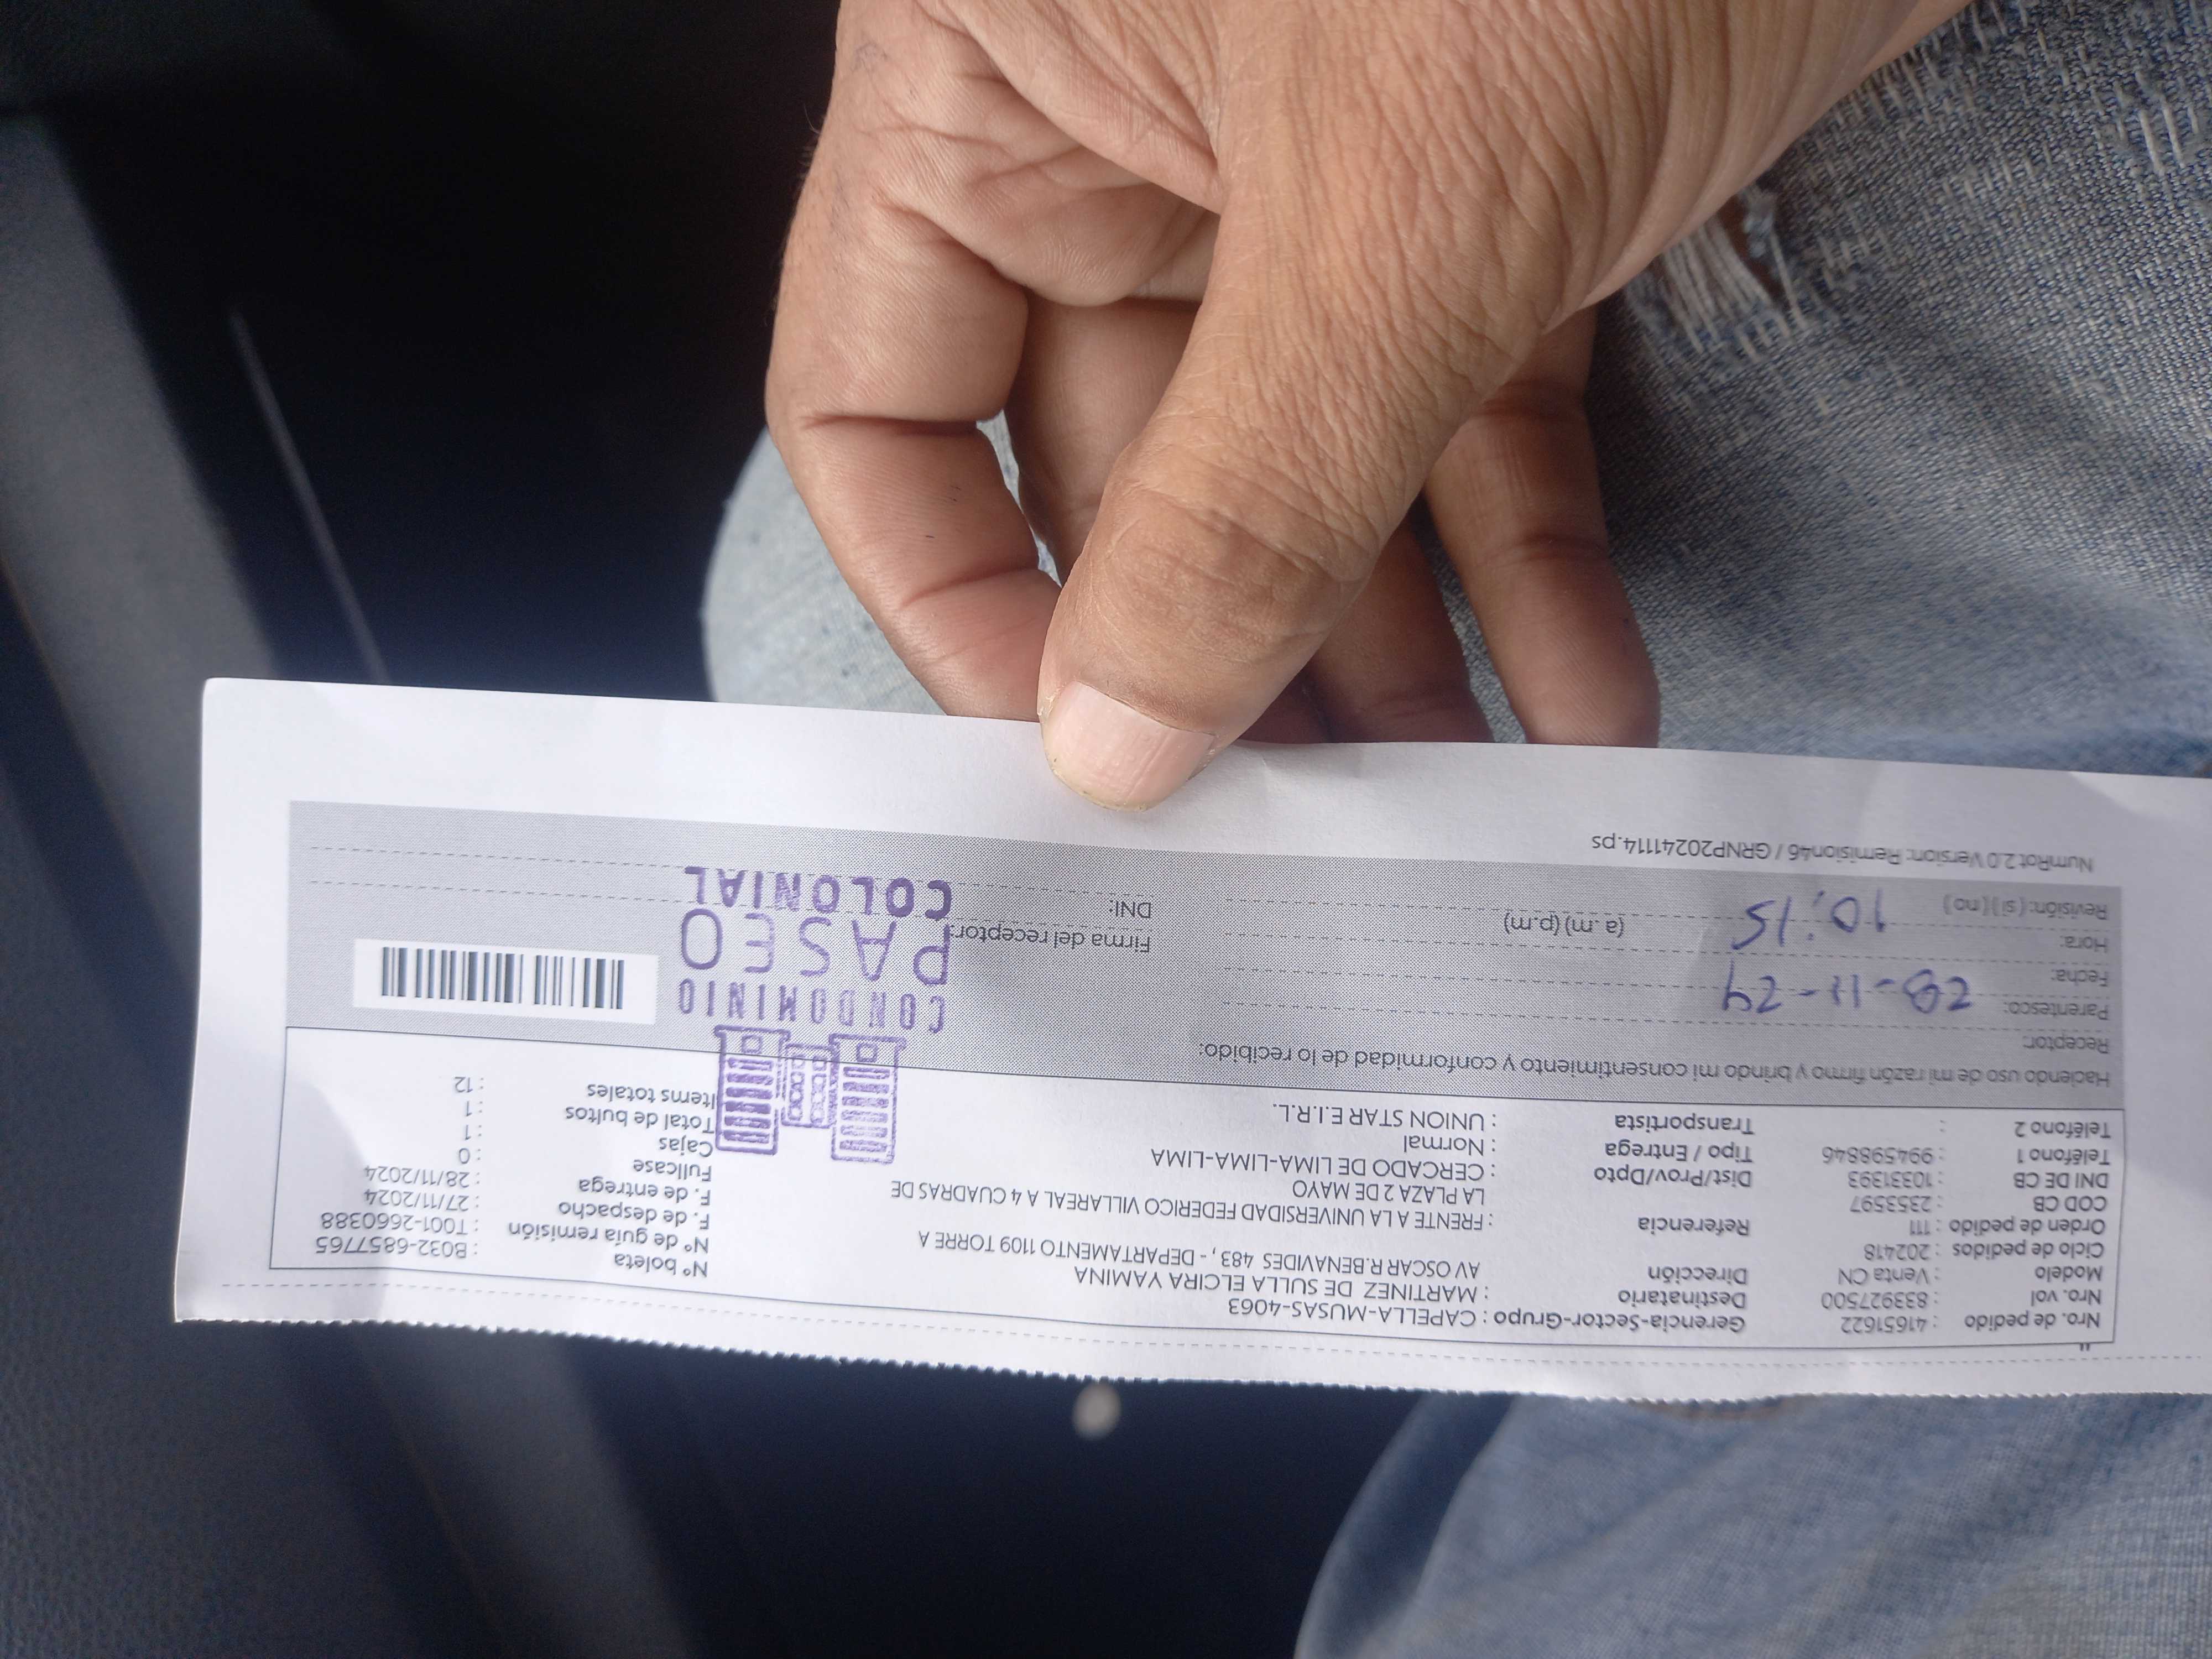 Nro. de pedido : 41651622
Nro. vol : 833927500
Modelo : Venta CN
Ciclo de pedidos : 202418
Orden de pedido : 111
COD CB : 2353597
DNI DE CB : 10331393
Teléfono 1 : 994598846
Teléfono 2 :
Gerencia-Sector-Grupo : CAPELLA-MUSAS-4063
Destinatario : MARTINEZ DE SULLA ELCIRA YAMINA
Dirección AV OSCAR R.BENAVIDES 483 , - DEPARTAMENTO 1109 TORRE A
Referencia : FRENTE A LA UNIVERSIDAD FEDERICO VILLAREAL A 4 CUADRAS DE
LA PLAZA 2 DE MAYO
Dist/Prov/Dpto : CERCADO DE LIMA-LIMA-LIMA
Tipo / Entrega : Normal
Transportista : UNION STAR E.I.R.L.
Nº boleta : B032-6857765
Nº de guía remisión : T001-2660388
F. de despacho : 27/11/2024
F. de entrega : 28/11/2024
Fullcase : 0
Cajas : 1
Total de bultos : 1
Items totales : 12
Haciendo uso de mi razón firmo y brindo mi consentimiento y conformidad de lo recibido:
Receptor:
Parentesco:
Fecha: 28-11-24
Hora: 10:15 (a .m) (p.m)
Revisión: ( si ) ( no )
Firma del receptor:
DNI:
CONDOMINIO
PASEO
COLONIAL
NumRot 2.0 Version: Remision46 / GRNP20241114.ps